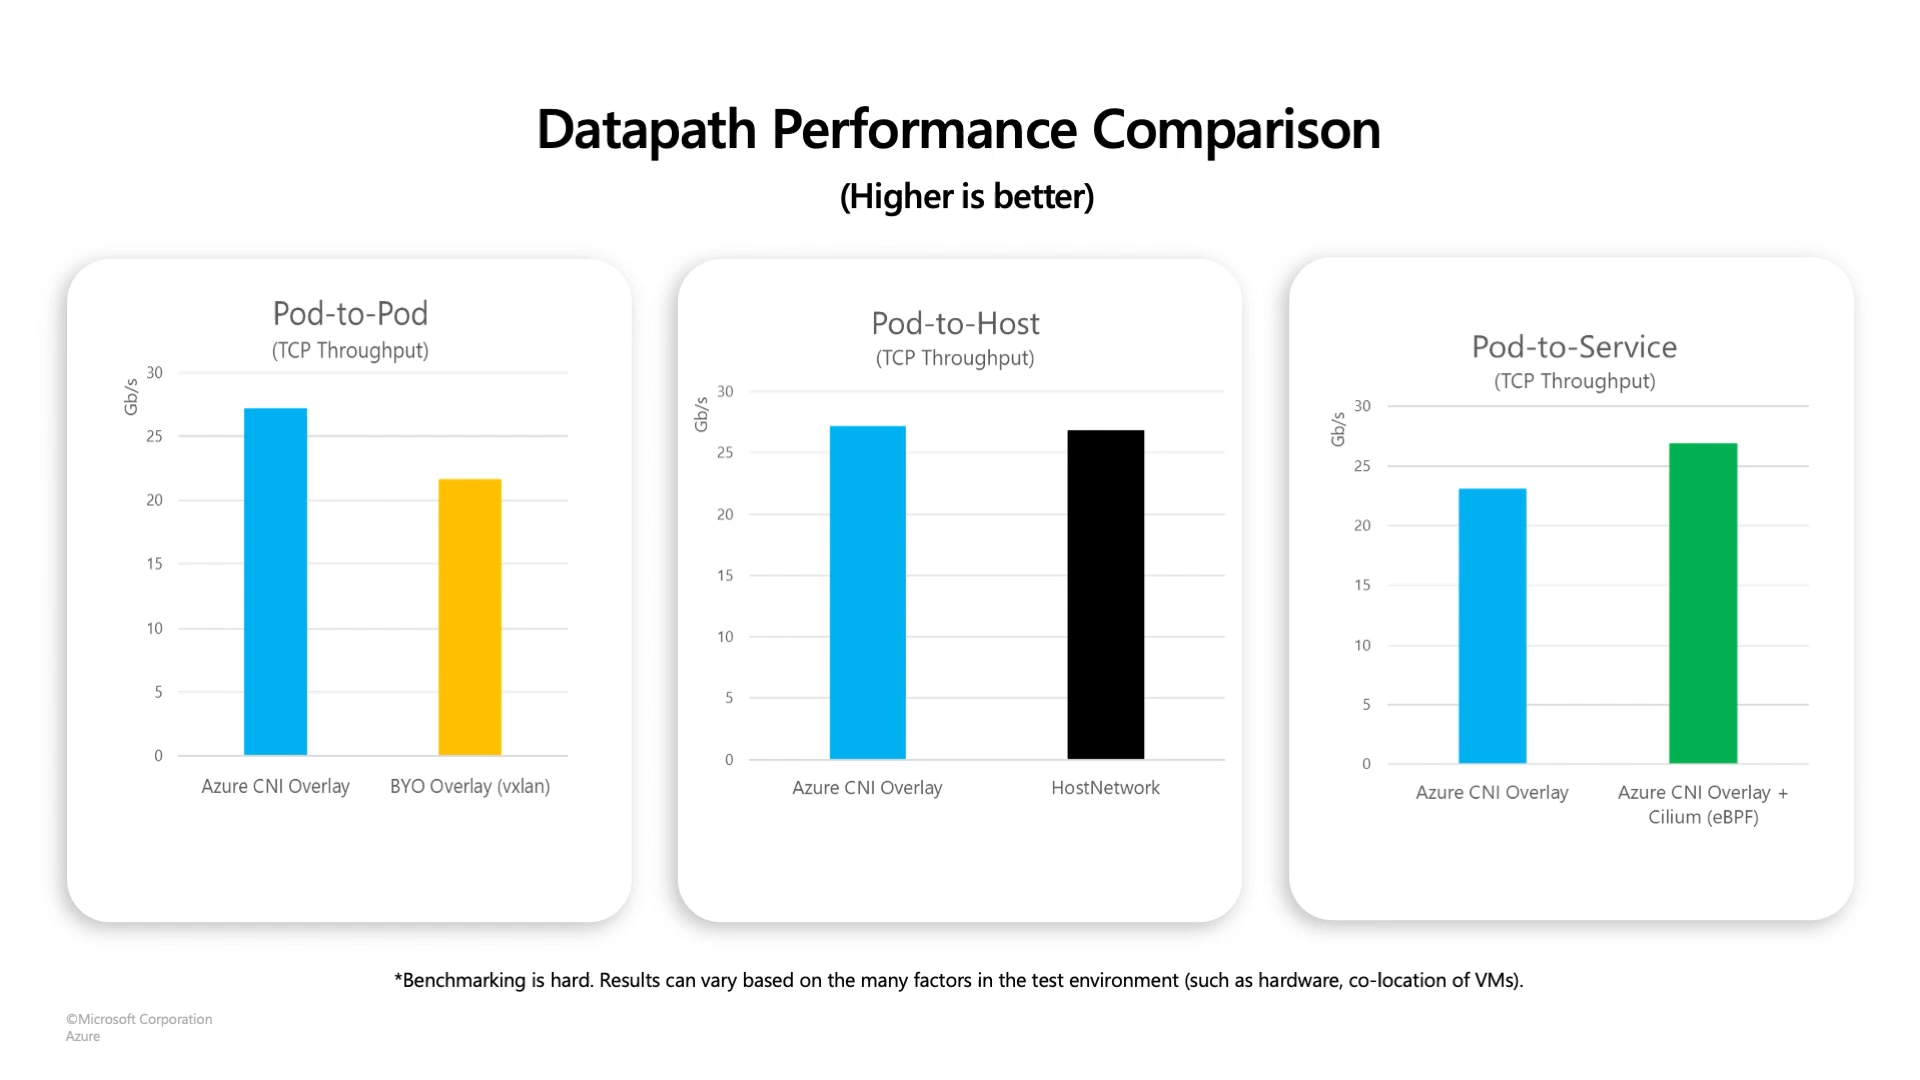 Datapath Performance Comparison
(Higher is better)
Pod-to-Pod
(TCP Throughput)
Gb/s
30
25
20
15
10
5
0
Azure CNI Overlay
BYO Overlay (vxlan)
Pod-to-Host
(TCP Throughput)
Gb/s
30
25
20
15
10
5
0
Azure CNI Overlay
HostNetwork
Pod-to-Service
(TCP Throughput)
Gb/s
30
25
20
15
10
5
0
Azure CNI Overlay
Azure CNI Overlay +
Cilium (eBPF)
*Benchmarking is hard. Results can vary based on the many factors in the test environment (such as hardware, co-location of VMs).
©Microsoft Corporation
Azure